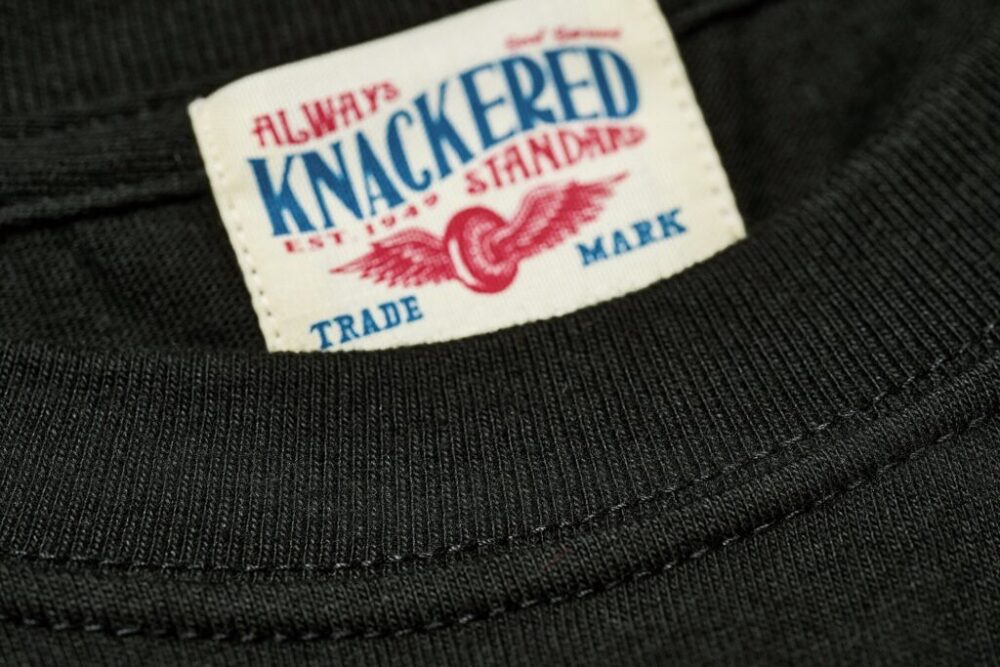 ALWAYS
KNACKERED
STANDARD
EST. 1949
TRADE MARK